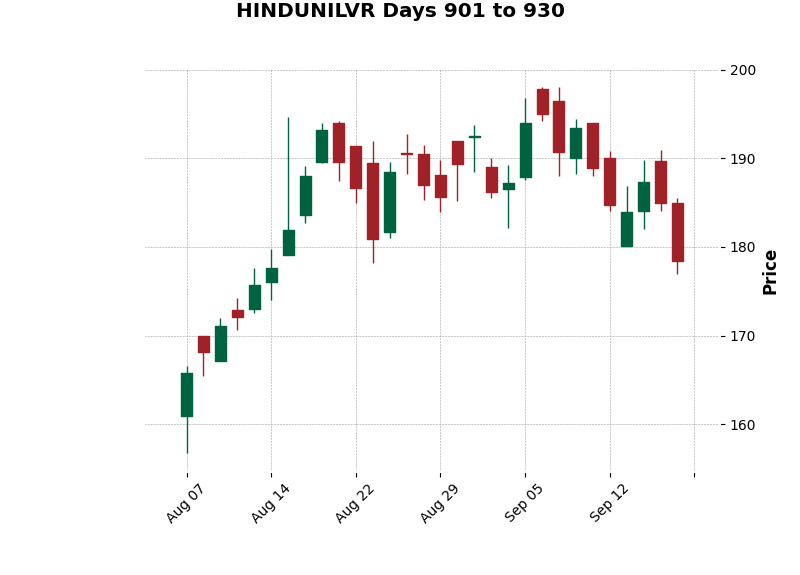 HINDUNILVR Days 901 to 930
200
190
180
170
160
Price
Aug 07
Aug 14
Aug 22
Aug 29
Sep 05
Sep 12